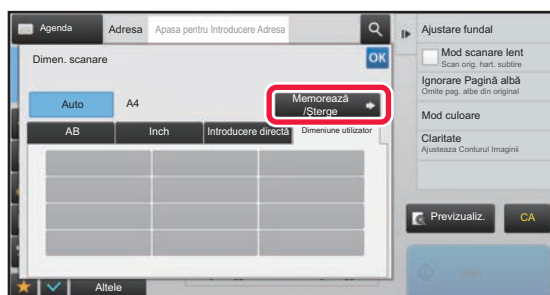 Agenda
Adresa
Apasa pentru Introducere Adresa
Dimen. scanare
OK
Auto
A4
Memorează
/Șterge
AB
Inch
Introducere directă
Dimeniune utilizator
Altele
Ajustare fundal
Mod scanare lent
Scan orig. hart. subtire
Ignorare Pagină albă
Omite pag. albe din original
Mod culoare
Claritate
Ajusteaza Conturul Imaginii
Previzualiz.
CA
Start